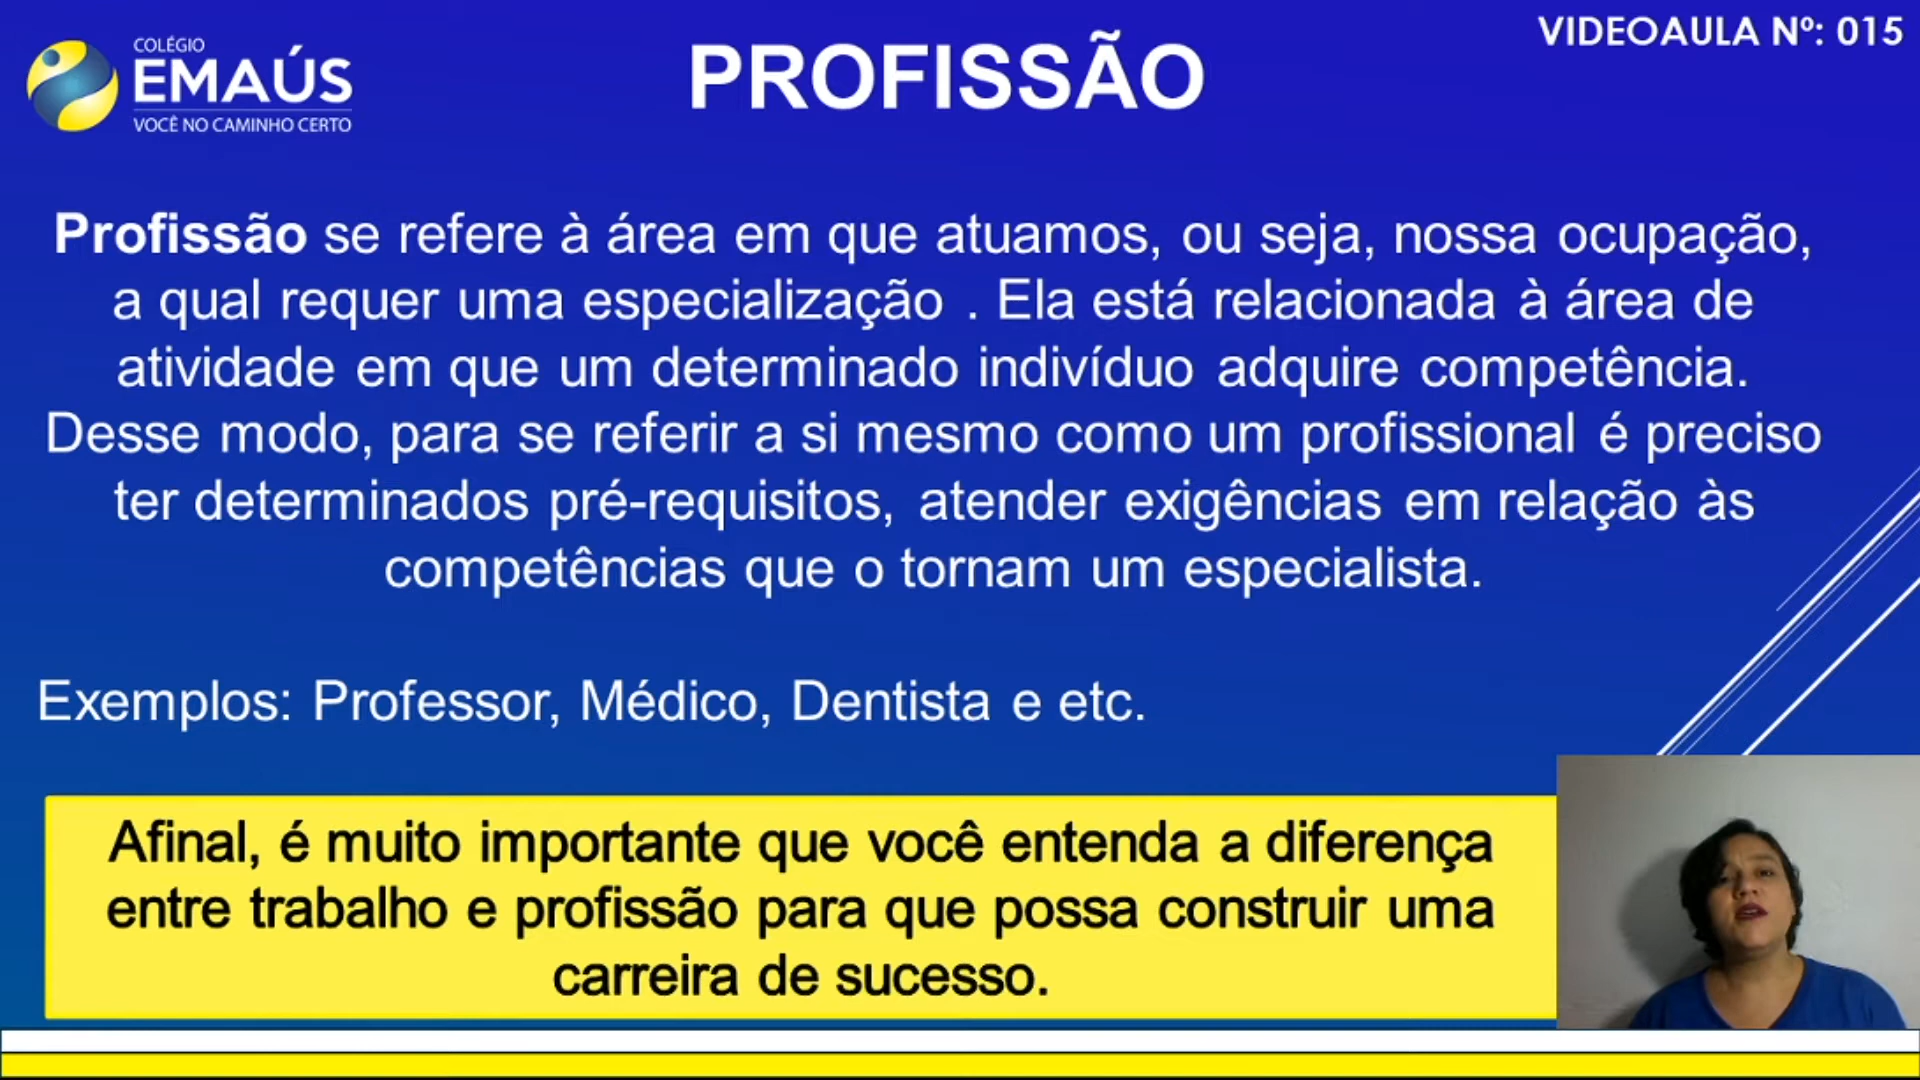 COLÉGIO
EMAÚS
VOCÊ NO CAMINHO CERTO
PROFISSÃO
VIDEOAULA Nº: 015
Profissão se refere à área em que atuamos, ou seja, nossa ocupação,
a qual requer uma especialização . Ela está relacionada à área de
atividade em que um determinado indivíduo adquire competência.
Desse modo, para se referir a si mesmo como um profissional é preciso
ter determinados pré-requisitos, atender exigências em relação às
competências que o tornam um especialista.
Exemplos: Professor, Médico, Dentista e etc.
Afinal, é muito importante que você entenda a diferença
entre trabalho e profissão para que possa construir uma
carreira de sucesso.